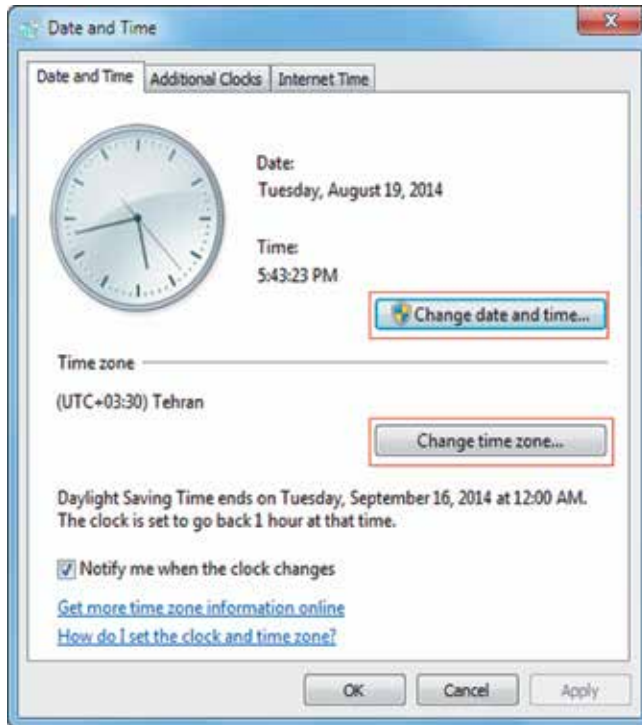 Date and Time
Date and Time Additional Clocks Internet Time
Date:
Tuesday, August 19, 2014
Time:
5:43:23 PM
Change date and time...
Time zone
(UTC+03:30) Tehran
Change time zone...
Daylight Saving Time ends on Tuesday, September 16, 2014 at 12:00 AM.
The clock is set to go back 1 hour at that time.
Notify me when the clock changes
Get more time zone information online
How do I set the clock and time zone?
OK Cancel Apply